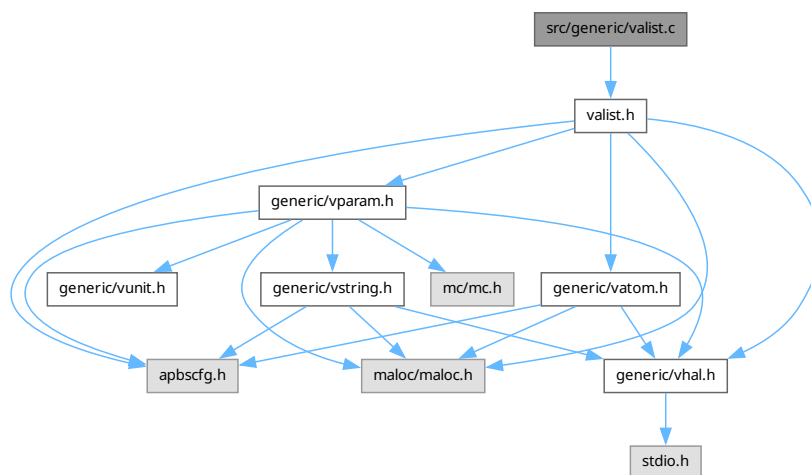 src/generic/valist.c
valist.h
generic/vparam.h
generic/vunit.h
generic/vstring.h
mc/mc.h
generic/vatom.h
apbscfg.h
maloc/maloc.h
generic/vhal.h
stdio.h